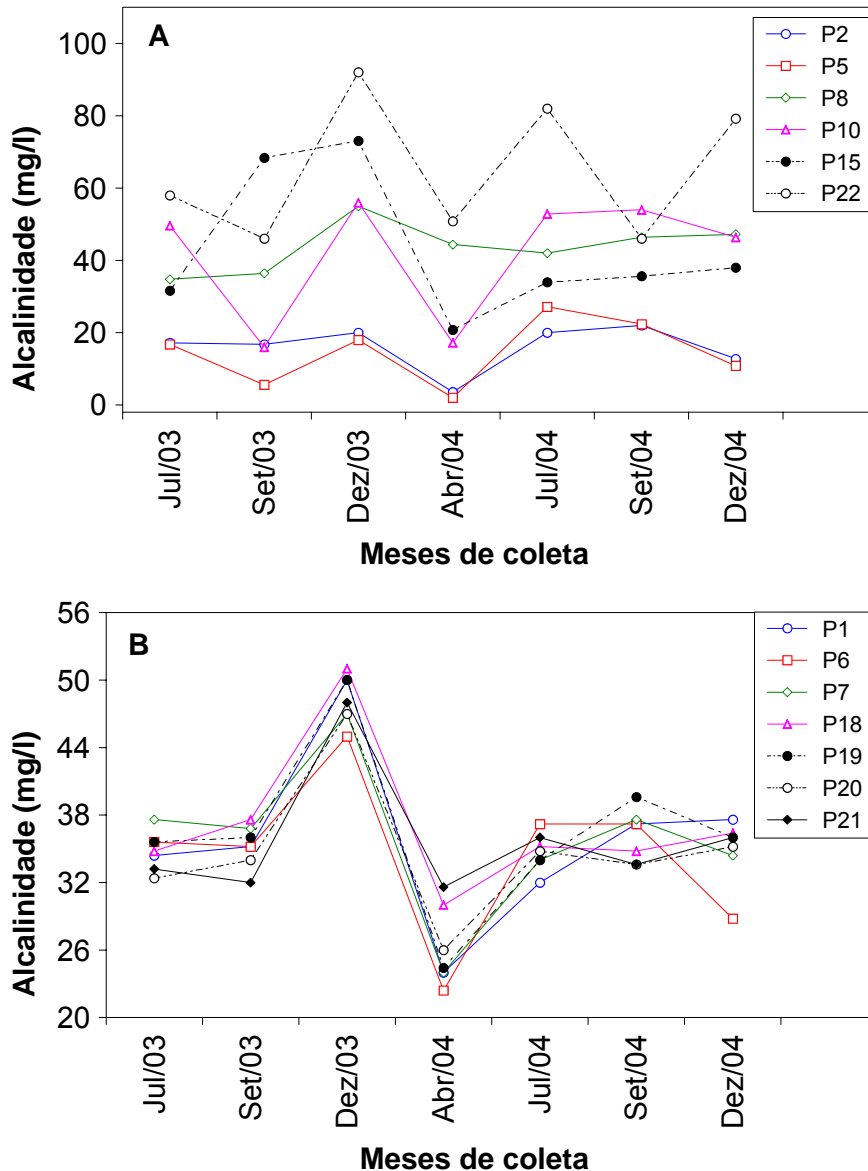 A
Alcalinidade (mg/l)
100
80
60
40
20
0
Jul/03
Set/03
Dez/03
Abr/04
Jul/04
Set/04
Dez/04
Meses de coleta
P2
P5
P8
P10
P15
P22
B
Alcalinidade (mg/l)
56
50
44
38
32
26
20
Jul/03
Set/03
Dez/03
Abr/04
Jul/04
Set/04
Dez/04
Meses de coleta
P1
P6
P7
P18
P19
P20
P21